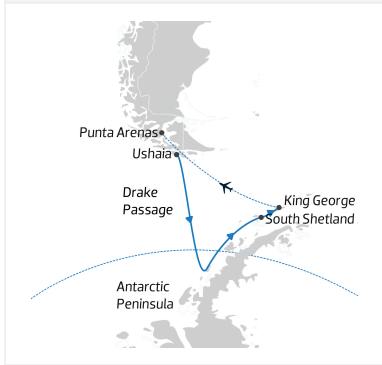 Punta Arenas
Ushaia
Drake
Passage
King George
South Shetland
Antarctic
Peninsula